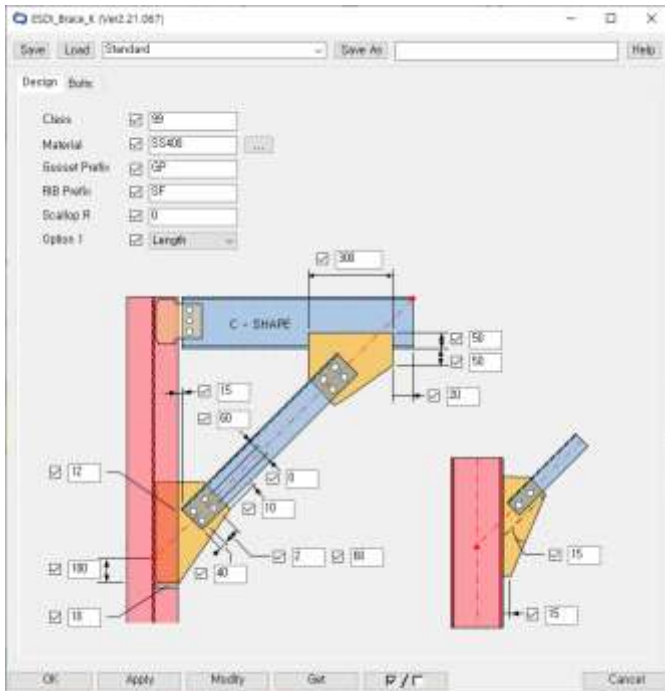 ESDI_Brace_K (Ver2.21.067)
Save Load Standard Save As Help
Design Bolts
Class 99
Material SS400 ...
Gusset Prefix GP
RIB Prefix SF
Scallop R 0
Option 1 Length
300
C - SHAPE
50
50
15
20
60
12
0
10
15
2 60
100
40
10
15
OK Apply Modify Get Cancel